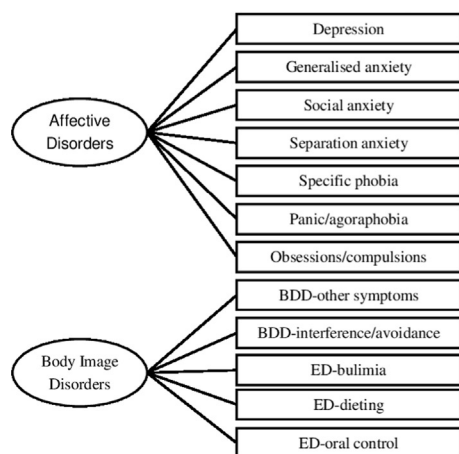 Depression
Generalised anxiety
Social anxiety
Affective
Disorders
Separation anxiety
Specific phobia
Panic/agoraphobia
Obsessions/compulsions
BDD-other symptoms
BDD-interference/avoidance
Body Image
Disorders
ED-bulimia
ED-dieting
ED-oral control